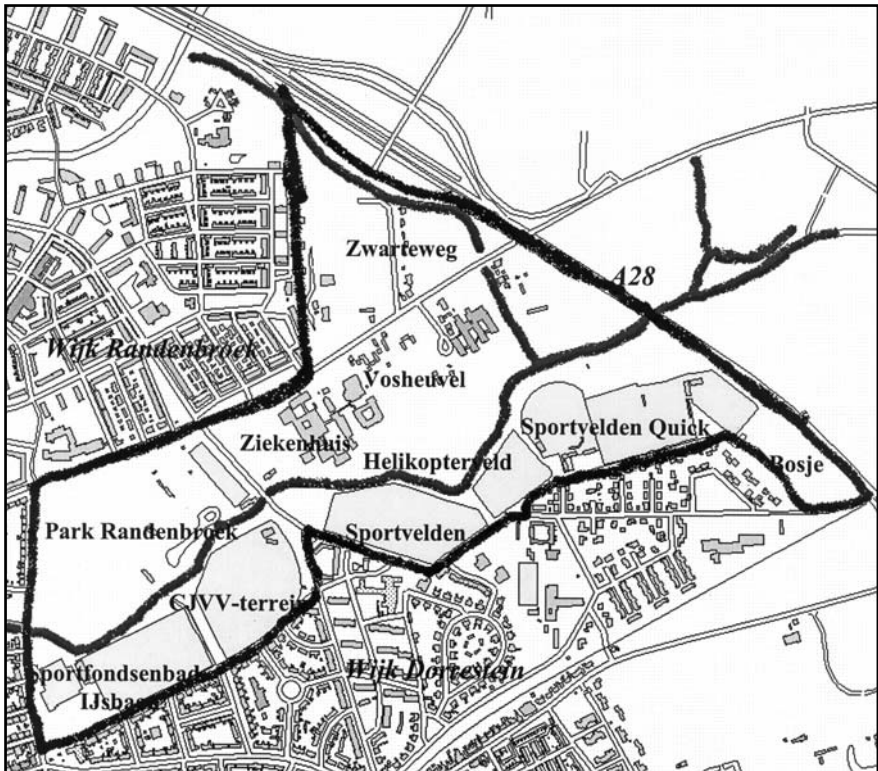 Zwarteweg
A28
Wijk Randenbroek
Vosheuvel
Ziekenhuis
Sportvelden Quick
Helikopterveld
Bosje
Park Randenbroek
Sportvelden
CJVV-terrein
Sportfondsenbad
IJsbaan
Wijk Dorrestein